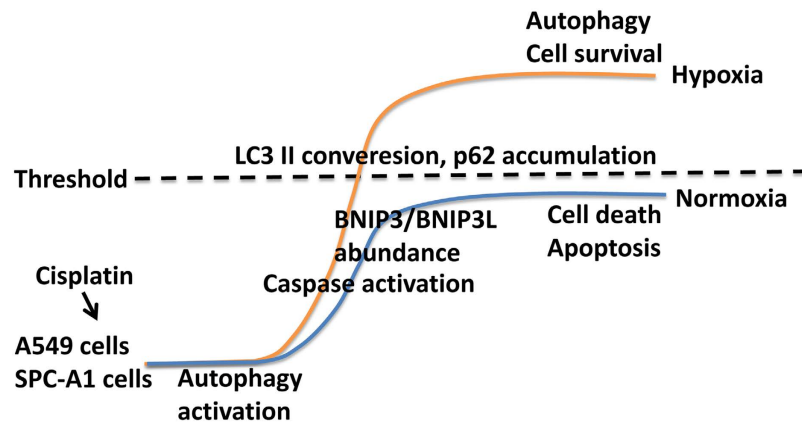 Autophagy
Cell survival
Hypoxia
LC3 II converesion, p62 accumulation
Threshold
Normoxia
BNIP3/BNIP3L
abundance
Cell death
Apoptosis
Caspase activation
Cisplatin
A549 cells
SPC-A1 cells
Autophagy
activation